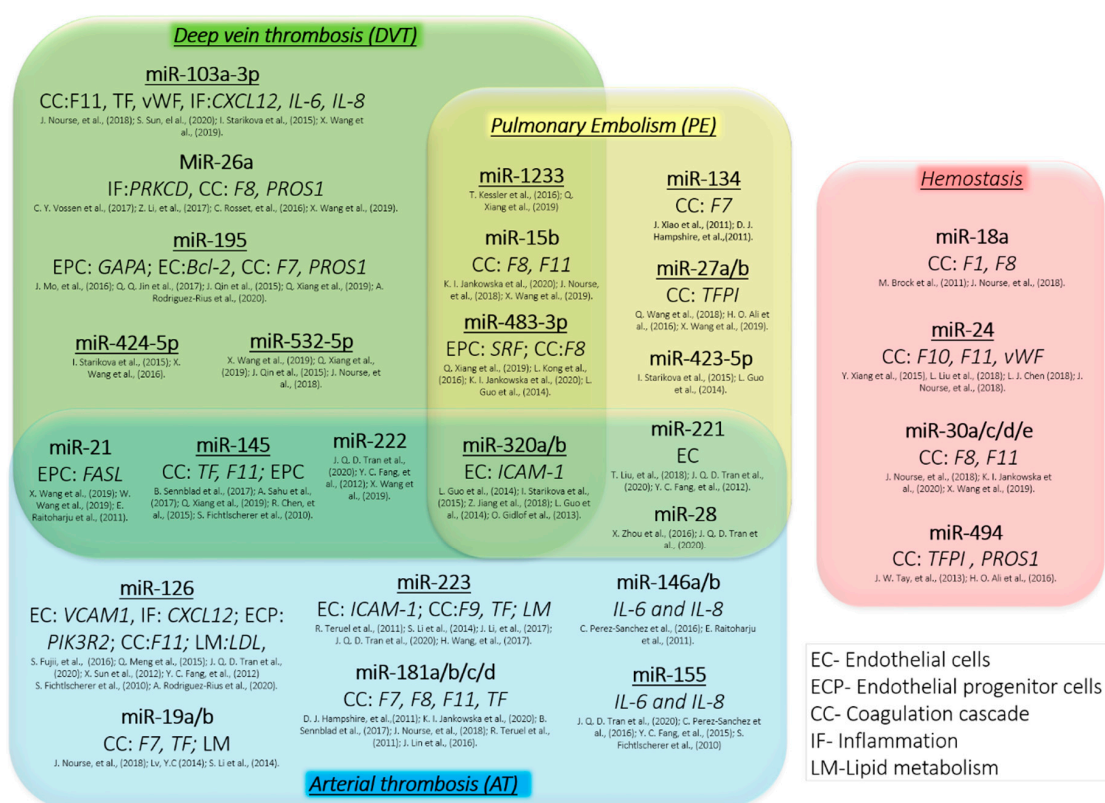 Deep vein thrombosis (DVT)
miR-103a-3p
CC:F11, TF, vWF, IF:CXCL12, IL-6, IL-8
J. Nourse, et al., (2018); S. Sun, el al., (2020); I. Starikova et al., (2015); X. Wang et
al., (2019).
MiR-26a
IF:PRKCD, CC: F8, PROS1
C. Y. Vossen et al., (2017); Z. Li, et al., (2017); C. Rosset, et al., (2016); X. Wang et al., (2019).
miR-195
EPC: GAPA; EC:Bcl-2, CC: F7, PROS1
J. Mo, et al., (2016); Q. Q. Jin et al., (2017); J. Qin et al., (2015); Q. Xiang et al., (2019); A.
Rodriguez-Rius et al., (2020).
miR-424-5p
I. Starikova et al., (2015); X.
Wang et al., (2016).
miR-532-5p
X. Wang et al., (2019); Q. Xiang et al.,
(2019); J. Qin et al., (2015); J. Nourse, et
al., (2018).
Pulmonary Embolism (PE)
miR-1233
T. Kessler et al., (2016); Q.
Xiang et al., (2019)
miR-15b
CC: F8, F11
K. I. Jankowska et al., (2020); J. Nourse,
et al., (2018); X. Wang et al., (2019).
miR-483-3p
EPC: SRF; CC:F8
Q. Xiang et al., (2019); L. Kong et al.,
(2016); K. I. Jankowska et al., (2020); L.
Guo et al., (2014).
miR-134
CC: F7
J. Xiao et al., (2011); D. J.
Hampshire, et al.,(2011).
miR-27a/b
CC: TFPI
Q. Wang et al., (2018); H. O. Ali et
al., (2016); X. Wang et al., (2019).
miR-423-5p
I. Starikova et al., (2015); L. Guo
et al., (2014).
miR-21
EPC: FASL
X. Wang et al., (2019); W.
Wang et al., (2019); E.
Raitoharju et al., (2011).
miR-145
CC: TF, F11; EPC
B. Sennblad et al., (2017); A. Sahu et al.,
(2017); Q. Xiang et al., (2019); R. Chen, et
al., (2015); S. Fichtlscherer et al., (2010).
miR-222
J. Q. D. Tran et al.,
(2020); Y. C. Fang, et
al., (2012); X. Wang et
al., (2019).
miR-320a/b
EC: ICAM-1
L. Guo et al., (2014); I. Starikova et al.,
(2015); Z. Jiang et al., (2018); L. Guo et
al., (2014); O. Gidlof et al., (2013).
miR-221
EC
T. Liu, et al., (2018); J. Q. D. Tran et al.,
(2020); Y. C. Fang, et al., (2012).
miR-28
X. Zhou et al., (2016); J. Q. D. Tran et
al., (2020).
miR-126
EC: VCAM1, IF: CXCL12; ECP:
PIK3R2; CC:F11; LM:LDL,
S. Fujii, et al., (2016); Q. Meng et al., (2015); J. Q. D. Tran et al.,
(2020); X. Sun et al., (2012); Y. C. Fang, et al., (2012)
S. Fichtlscherer et al., (2010); A. Rodriguez-Rius et al., (2020).
miR-19a/b
CC: F7, TF; LM
J. Nourse, et al., (2018); Lv, Y.C (2014); S. Li et al., (2014).
miR-223
EC: ICAM-1; CC:F9, TF; LM
R. Teruel et al., (2011); S. Li et al., (2014); J. Li, et al., (2017);
J. Q. D. Tran et al., (2020); H. Wang, et al., (2017).
miR-181a/b/c/d
CC: F7, F8, F11, TF
D. J. Hampshire, et al.,(2011); K. I. Jankowska et al., (2020); B.
Sennblad et al., (2017); J. Nourse, et al., (2018); R. Teruel et al.,
(2011); J. Lin et al., (2016).
miR-146a/b
IL-6 and IL-8
C. Perez-Sanchez et al., (2016); E. Raitoharju et
al., (2011).
miR-155
IL-6 and IL-8
J. Q. D. Tran et al., (2020); C. Perez-Sanchez et
al., (2016); Y. C. Fang, et al., (2015); S.
Fichtlscherer et al., (2010)
Arterial thrombosis (AT)
Hemostasis
miR-18a
CC: F1, F8
M. Brock et al., (2011); J. Nourse, et al., (2018).
miR-24
CC: F10, F11, vWF
Y. Xiang et al., (2015), L. Liu et al., (2018); L. J. Chen (2018); J.
Nourse, et al., (2018).
miR-30a/c/d/e
CC: F8, F11
J. Nourse, et al., (2018); K. I. Jankowska et
al., (2020); X. Wang et al., (2019).
miR-494
CC: TFPI , PROS1
J. W. Tay, et al., (2013); H. O. Ali et al., (2016).
EC- Endothelial cells
ECP- Endothelial progenitor cells
CC- Coagulation cascade
IF- Inflammation
LM-Lipid metabolism